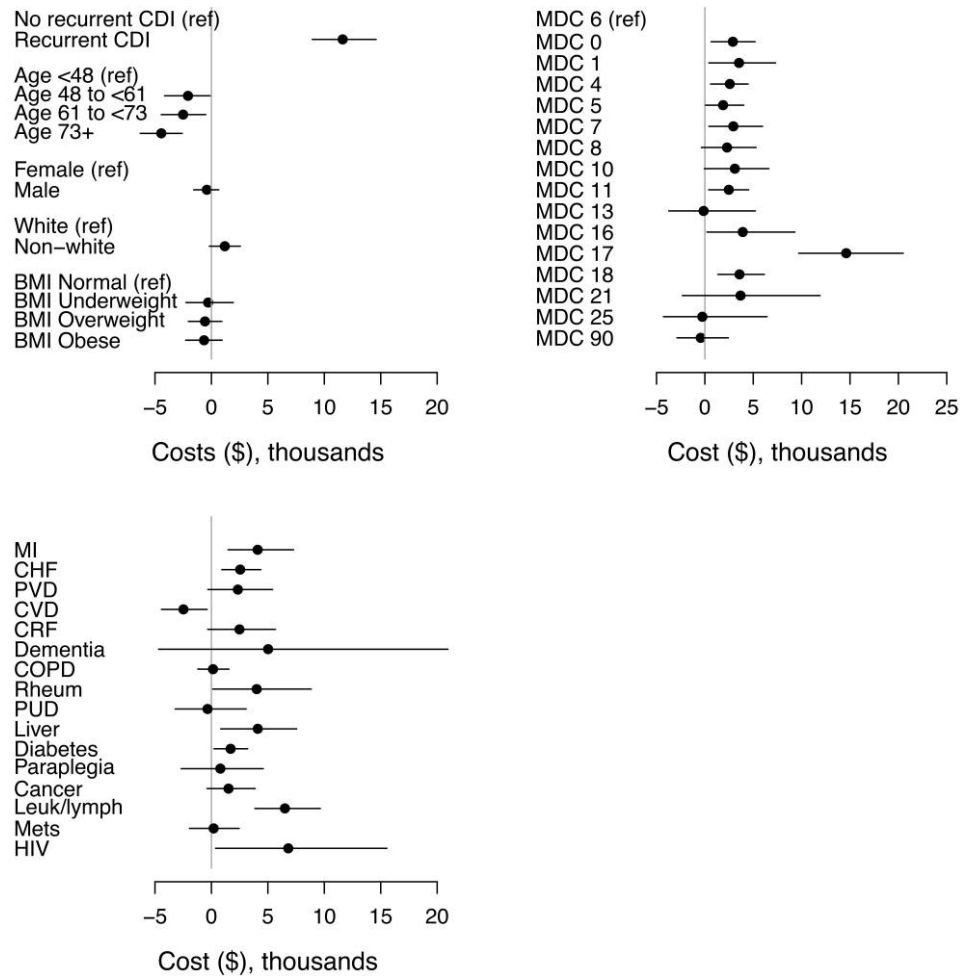 No recurrent CDI (ref)
Recurrent CDI
Age <48 (ref)
Age 48 to <61
Age 61 to <73
Age 73+
Female (ref)
Male
White (ref)
Non−white
BMI Normal (ref)
BMI Underweight
BMI Overweight
BMI Obese
−5 0 5 10 15 20
Costs ($), thousands
MDC 6 (ref)
MDC 0
MDC 1
MDC 4
MDC 5
MDC 7
MDC 8
MDC 10
MDC 11
MDC 13
MDC 16
MDC 17
MDC 18
MDC 21
MDC 25
MDC 90
−5 0 5 10 15 20 25
Cost ($), thousands
MI
CHF
PVD
CVD
CRF
Dementia
COPD
Rheum
PUD
Liver
Diabetes
Paraplegia
Cancer
Leuk/lymph
Mets
HIV
−5 0 5 10 15 20
Cost ($), thousands